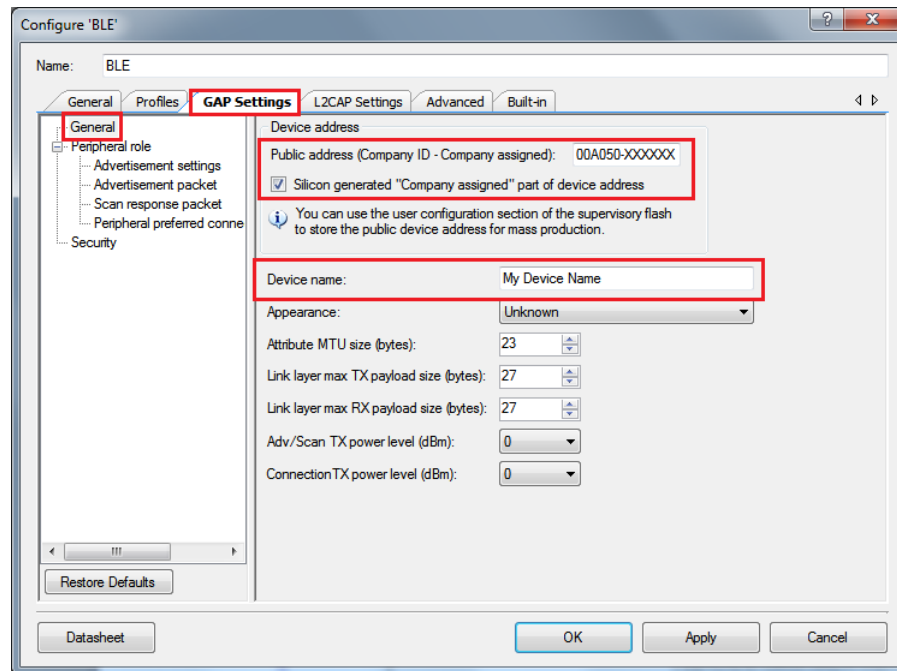 Configure 'BLE'
Name: BLE
General Profiles GAP Settings L2CAP Settings Advanced Built-in
General
Peripheral role
Advertisement settings
Advertisement packet
Scan response packet
Peripheral preferred conne
Security
Restore Defaults
Device address
Public address (Company ID - Company assigned): 00A050-XXXXXX
Silicon generated "Company assigned" part of device address
You can use the user configuration section of the supervisory flash
to store the public device address for mass production.
Device name: My Device Name
Appearance: Unknown
Attribute MTU size (bytes): 23
Link layer max TX payload size (bytes): 27
Link layer max RX payload size (bytes): 27
Adv/Scan TX power level (dBm): 0
ConnectionTX power level (dBm): 0
Datasheet OK Apply Cancel